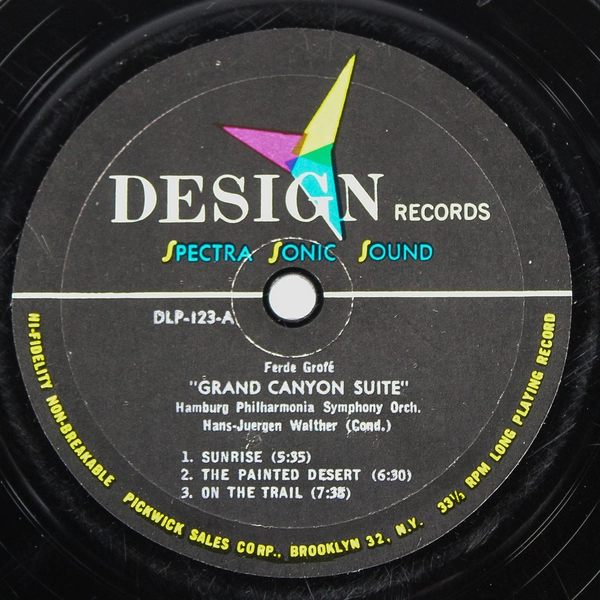 DESIGN RECORDS
SPECTRA SONIC SOUND
DLP-123-A
Ferde Grofé
"GRAND CANYON SUITE"
Hamburg Philharmonia Symphony Orch.
Hans-Juergen Walther (Cond.)
1. SUNRISE (5:35)
2. THE PAINTED DESERT (6:30)
3. ON THE TRAIL (7:38)
HI-FIDELITY NON-BREAKABLE PICKWICK SALES CORP., BROOKLYN 32, N.Y. 33⅓ RPM LONG PLAYING RECORD